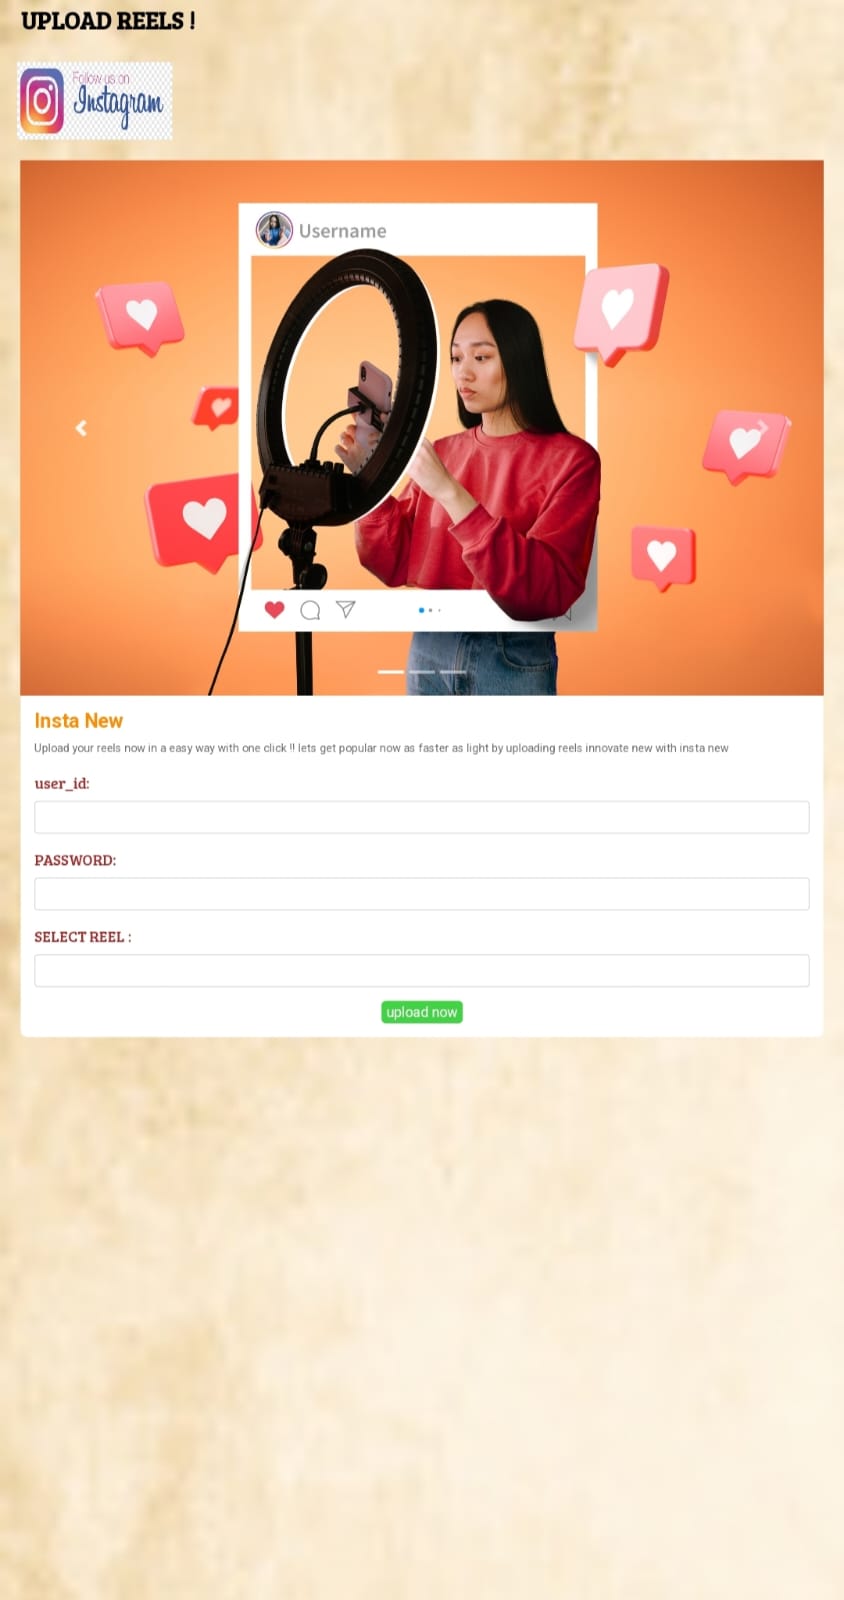 UPLOAD REELS !
Follow us on
Instagram
Username
Insta New
Upload your reels now in a easy way with one click !! lets get popular now as faster as light by uploading reels innovate new with insta new
user_id:
PASSWORD:
SELECT REEL :
upload now